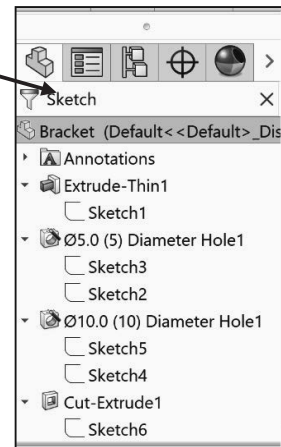 Sketch
Bracket (Default<<Default>_Dis
Annotations
Extrude-Thin1
Sketch1
Ø5.0 (5) Diameter Hole1
Sketch3
Sketch2
Ø10.0 (10) Diameter Hole1
Sketch5
Sketch4
Cut-Extrude1
Sketch6